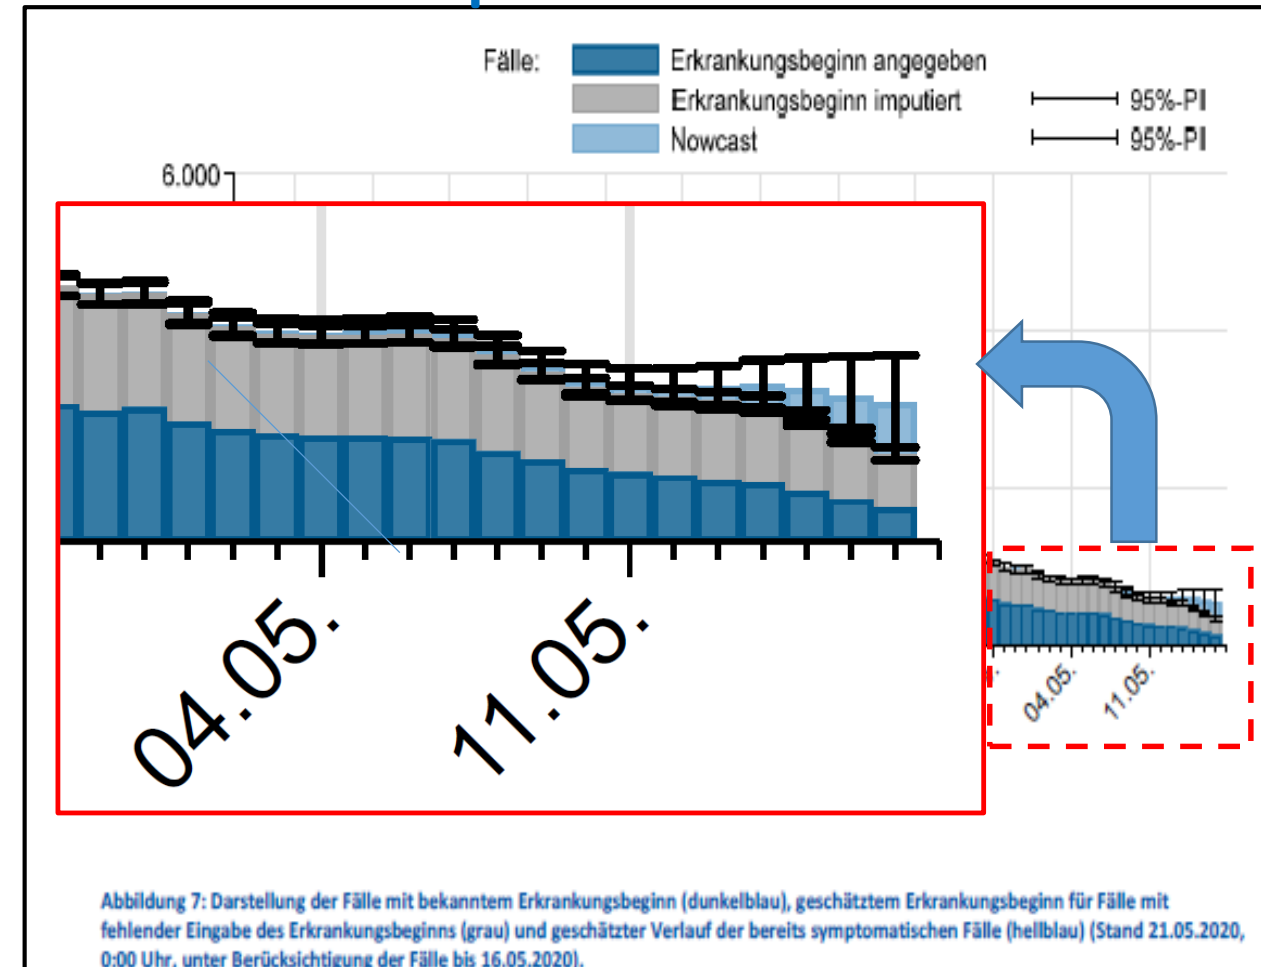 Fälle:
Erkrankungsbeginn angegeben
Erkrankungsbeginn imputiert
95%-PI
Nowcast
95%-PI
6.000
04.05.
11.05.
04.05.
11.05.
Abbildung 7: Darstellung der Fälle mit bekanntem Erkrankungsbeginn (dunkelblau), geschätztem Erkrankungsbeginn für Fälle mit
fehlender Eingabe des Erkrankungsbeginns (grau) und geschätzter Verlauf der bereits symptomatischen Fälle (hellblau) (Stand 21.05.2020,
0:00 Uhr, unter Berücksichtigung der Fälle bis 16.05.2020).